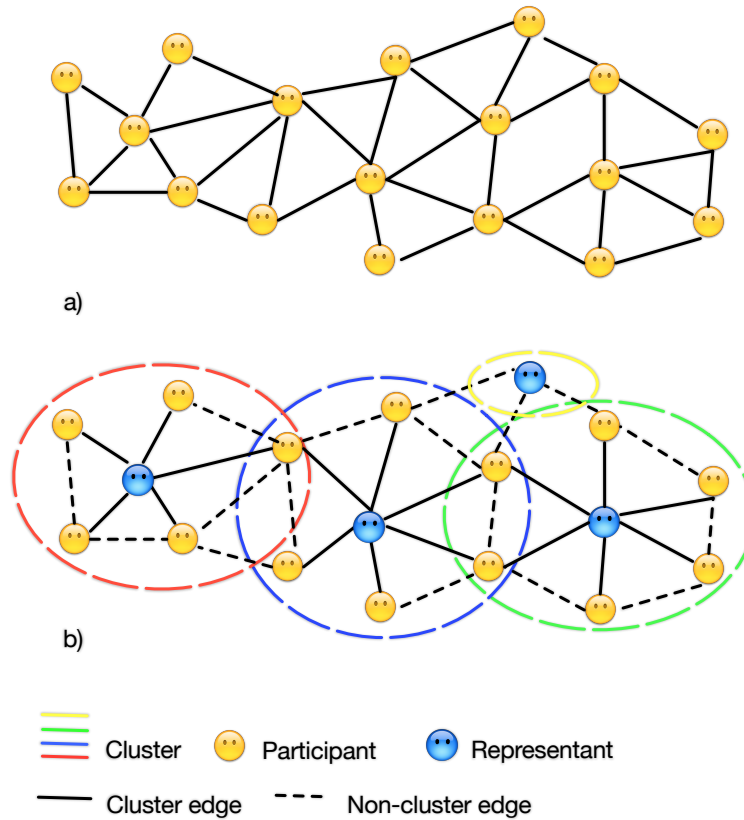 a)
b)
Cluster Participant Representant
Cluster edge Non-cluster edge